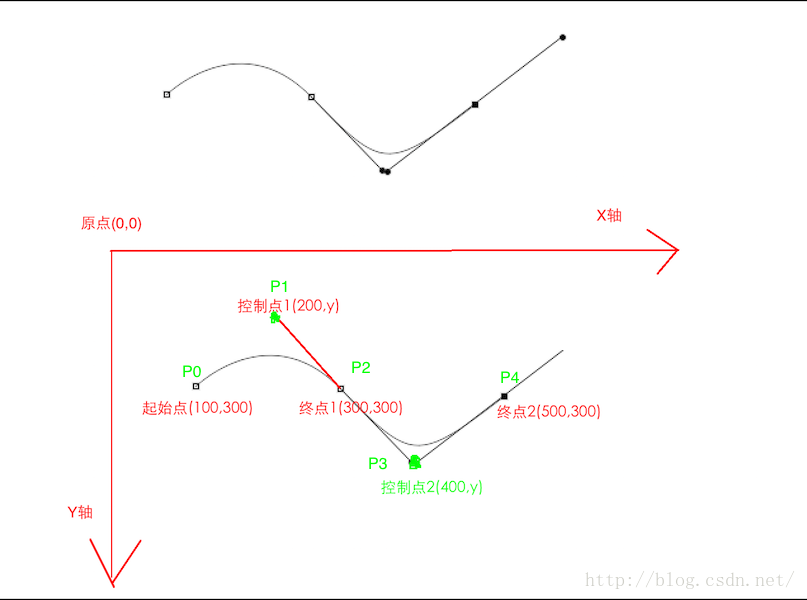 原点(0,0)
X轴
P1
控制点1(200,y)
P0
P2
P4
起始点(100,300)
终点1(300,300)
终点2(500,300)
P3
控制点2(400,y)
Y轴
http://blog.csdn.net/